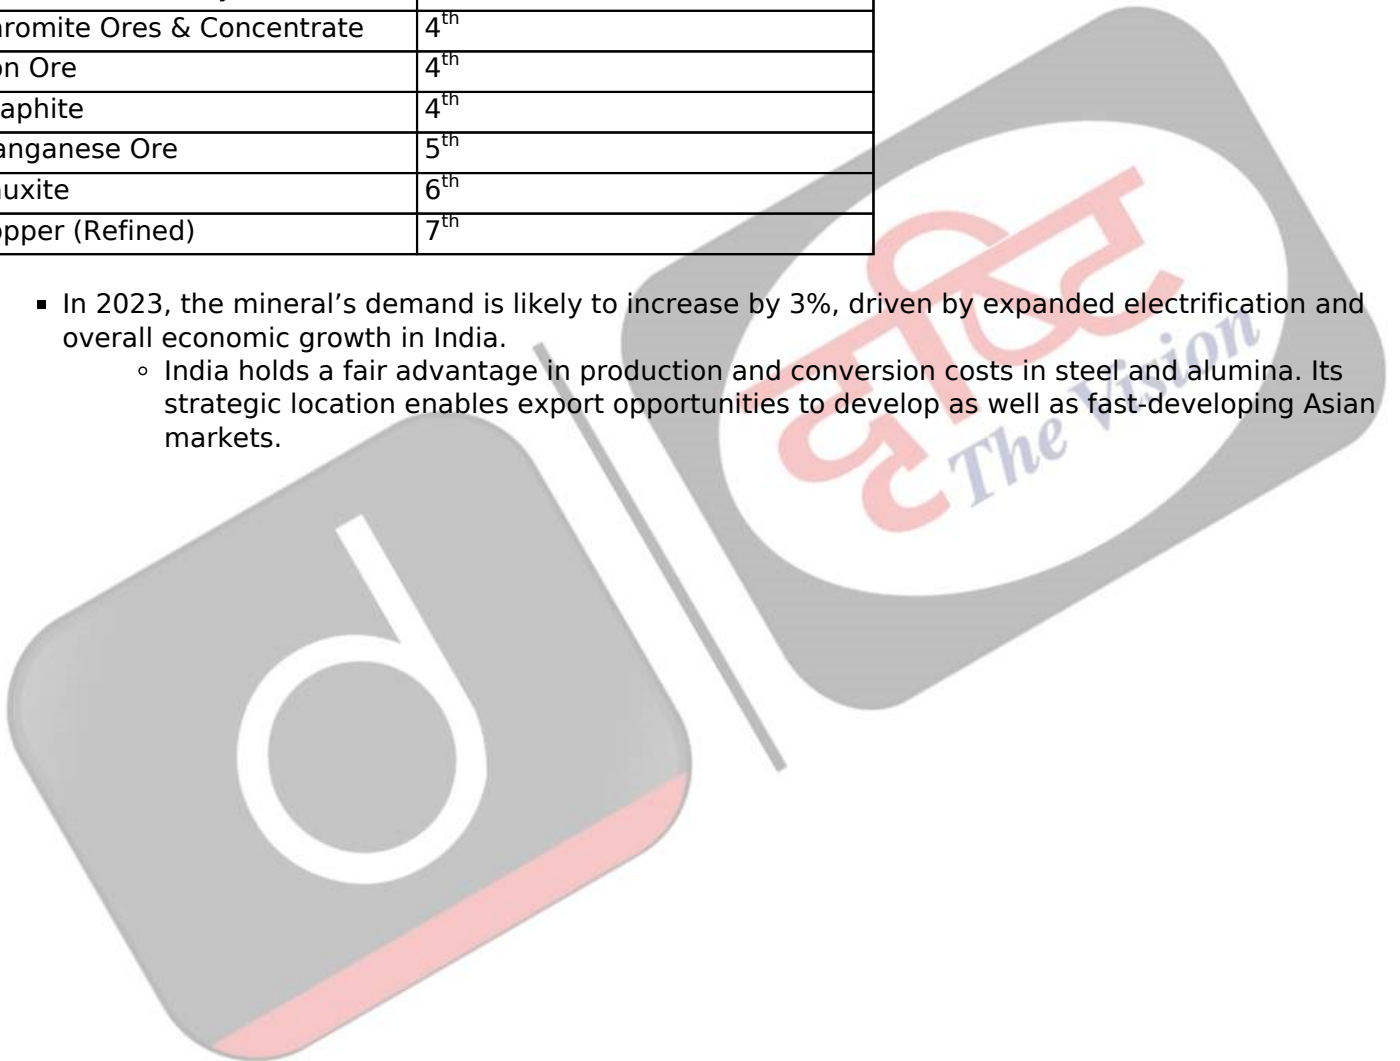 romite Ores & Concentrate 4th
on Ore 4th
aphite 4th
anganese Ore 5th
uxite 6th
opper (Refined) 7th
▪ In 2023, the mineral’s demand is likely to increase by 3%, driven by expanded electrification and
overall economic growth in India.
◦ India holds a fair advantage in production and conversion costs in steel and alumina. Its
strategic location enables export opportunities to develop as well as fast-developing Asian
markets.
दृष्टि
The Vision
d